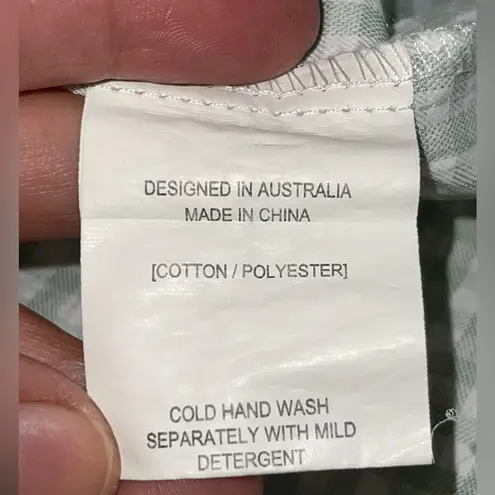 DESIGNED IN AUSTRALIA
MADE IN CHINA
[COTTON / POLYESTER]
COLD HAND WASH
SEPARATELY WITH MILD
DETERGENT